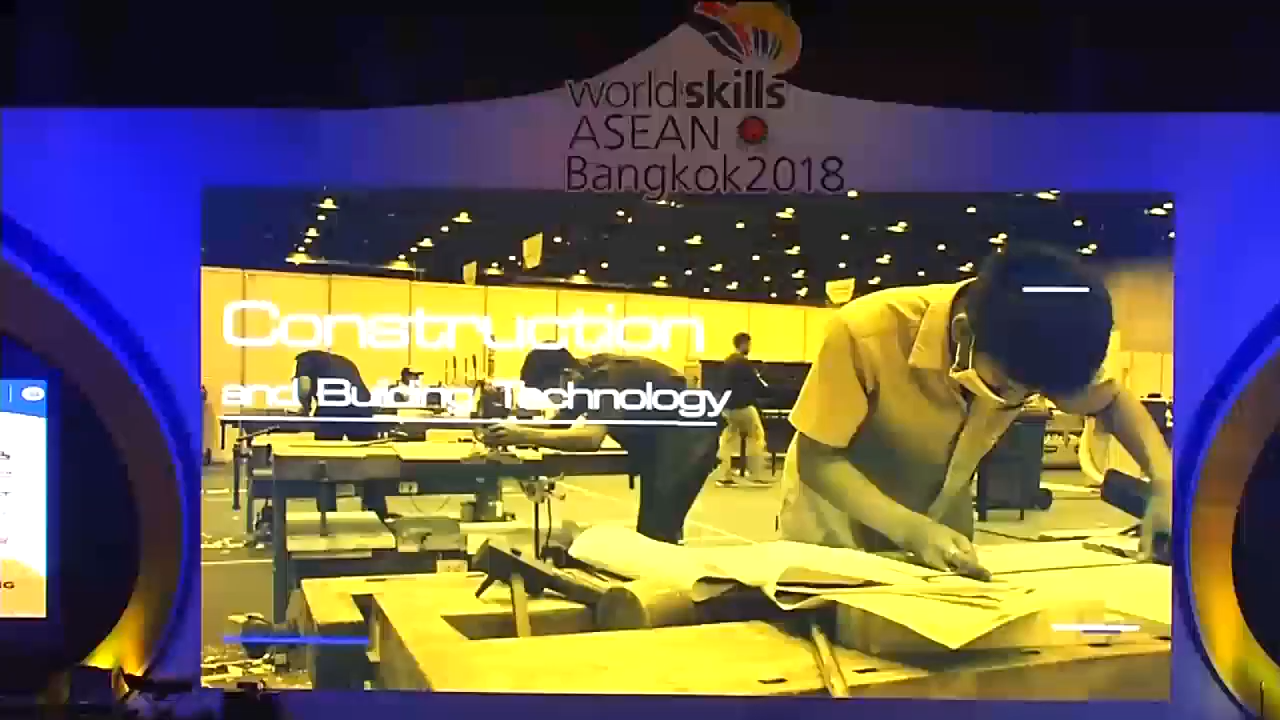 worldskills
ASEAN
Bangkok2018
Construction
and Building Technology